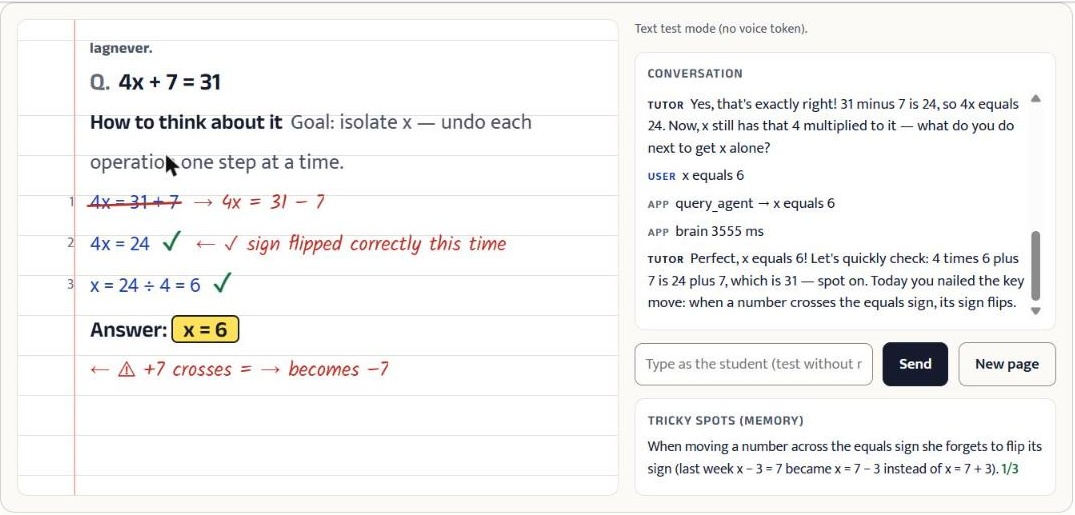 lagnever.
Q. 4x + 7 = 31
How to think about it Goal: isolate x — undo each
operation one step at a time.
1 4x = 31 + 7 → 4x = 31 − 7
2 4x = 24 ✓ ← ✓ sign flipped correctly this time
3 x = 24 ÷ 4 = 6 ✓
Answer: x = 6
← ⚠ +7 crosses = → becomes −7
Text test mode (no voice token).
CONVERSATION
TUTOR Yes, that's exactly right! 31 minus 7 is 24, so 4x equals
24. Now, x still has that 4 multiplied to it — what do you do
next to get x alone?
USER x equals 6
APP query_agent → x equals 6
APP brain 3555 ms
TUTOR Perfect, x equals 6! Let's quickly check: 4 times 6 plus
7 is 24 plus 7, which is 31 — spot on. Today you nailed the key
move: when a number crosses the equals sign, its sign flips.
Type as the student (test without r
Send
New page
TRICKY SPOTS (MEMORY)
When moving a number across the equals sign she forgets to flip its
sign (last week x − 3 = 7 became x = 7 − 3 instead of x = 7 + 3). 1/3